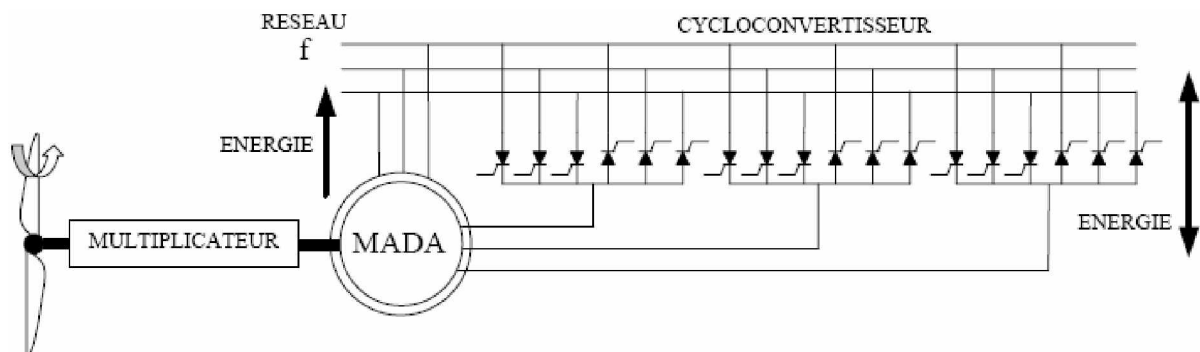 RESEAU
f
CYCLOCONVERTISSEUR
ENERGIE
MULTIPLICATEUR
MADA
ENERGIE